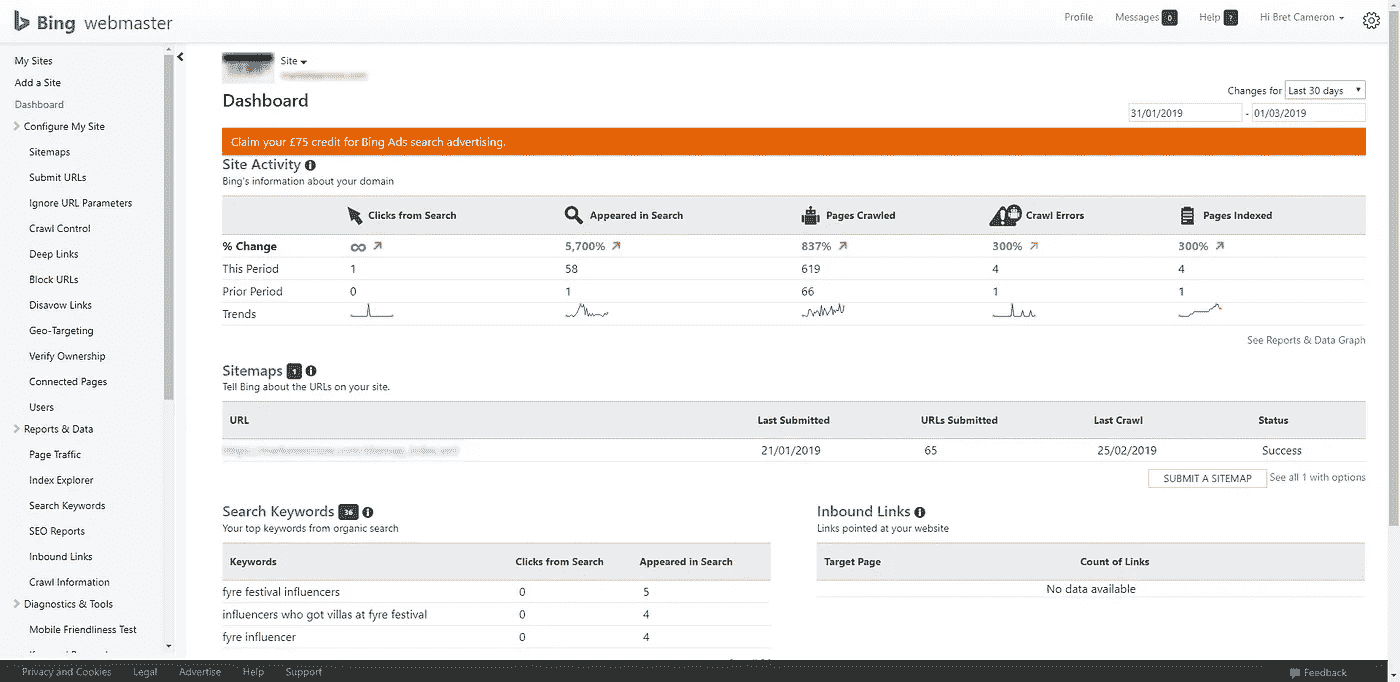 Bing webmaster
Profile Messages 0 Help ? Hi Bret Cameron
My Sites
Add a Site
Dashboard
Configure My Site
Sitemaps
Submit URLs
Ignore URL Parameters
Crawl Control
Deep Links
Block URLs
Disavow Links
Geo-Targeting
Verify Ownership
Connected Pages
Users
Reports & Data
Page Traffic
Index Explorer
Search Keywords
SEO Reports
Inbound Links
Crawl Information
Diagnostics & Tools
Mobile Friendliness Test
Site
Dashboard
Changes for Last 30 days
31/01/2019 - 01/03/2019
Claim your £75 credit for Bing Ads search advertising.
Site Activity
Bing's information about your domain
Clicks from Search Appeared in Search Pages Crawled Crawl Errors Pages Indexed
% Change ∞ 5,700% 837% 300% 300%
This Period 1 58 619 4 4
Prior Period 0 1 66 1 1
Trends
See Reports & Data Graph
Sitemaps 1
Tell Bing about the URLs on your site.
URL Last Submitted URLs Submitted Last Crawl Status
21/01/2019 65 25/02/2019 Success
SUBMIT A SITEMAP See all 1 with options
Search Keywords 36
Your top keywords from organic search
Keywords Clicks from Search Appeared in Search
fyre festival influencers 0 5
influencers who got villas at fyre festival 0 4
fyre influencer 0 4
Inbound Links
Links pointed at your website
Target Page Count of Links
No data available
Privacy and Cookies Legal Advertise Help Support Feedback